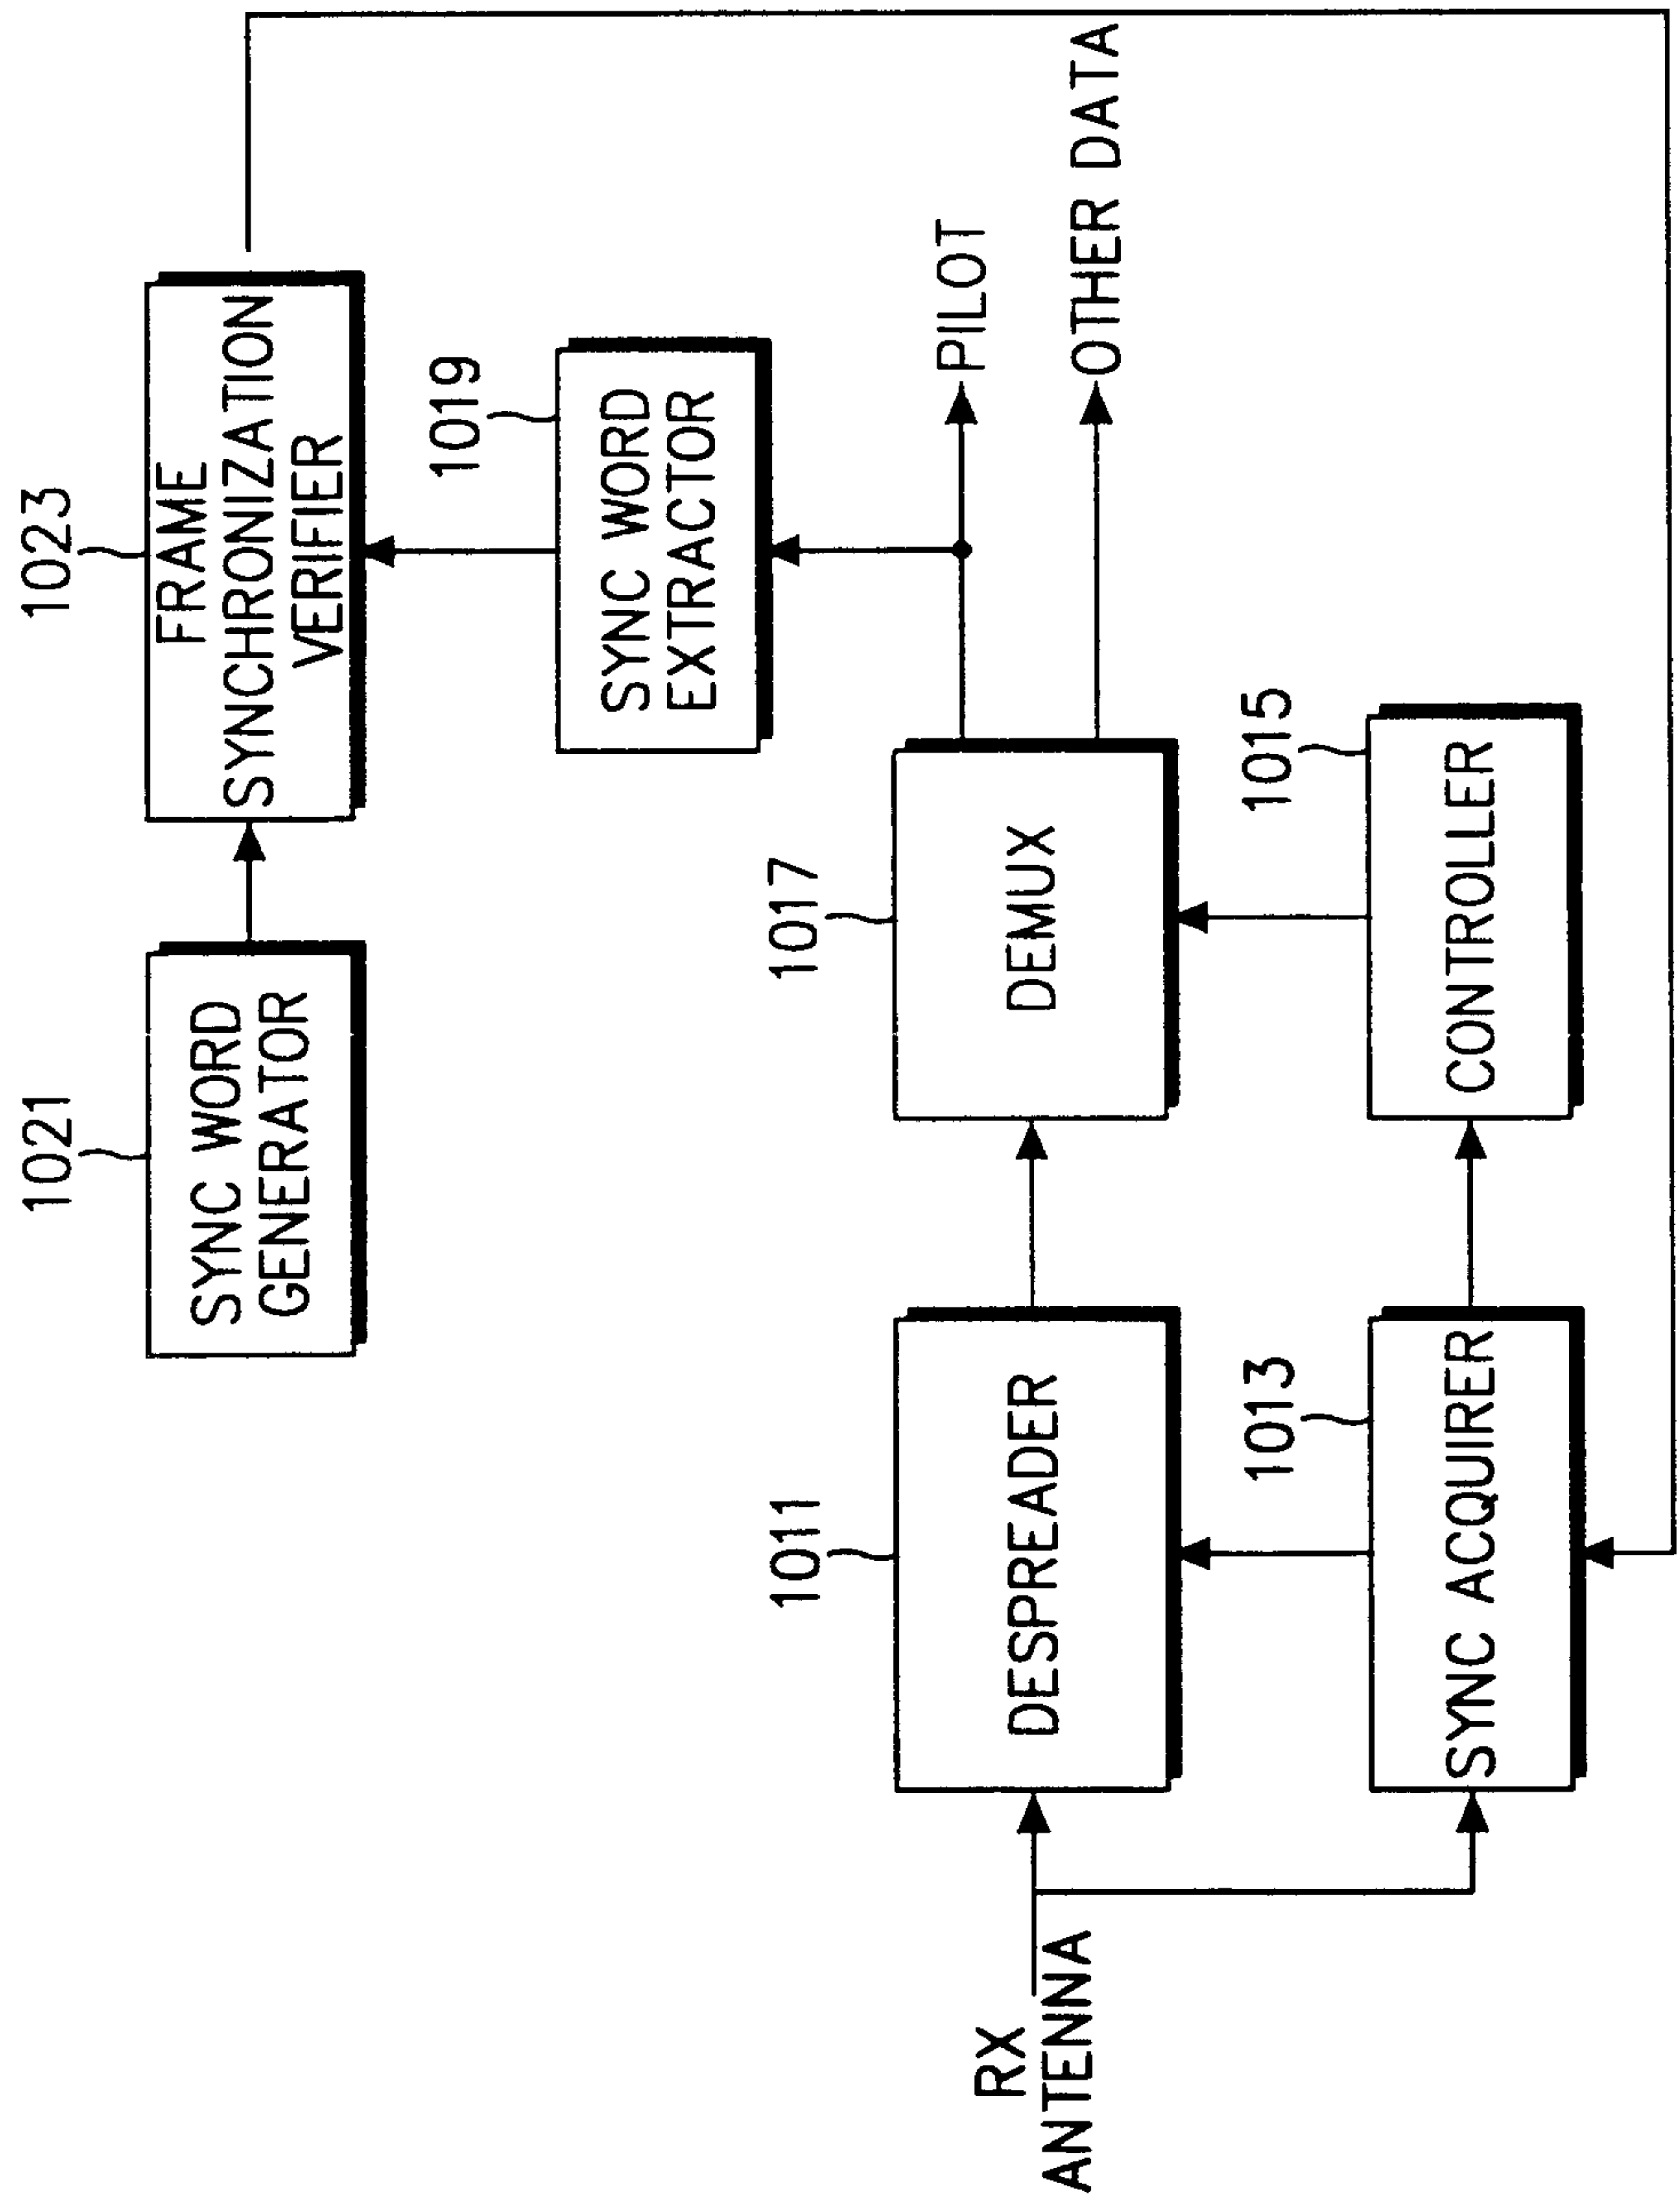 1021
SYNC WORD
GENERATOR
1023
FRAME
SYNCHRONIZATION
VERIFIER
1019
SYNC WORD
EXTRACTOR
PILOT
OTHER DATA
RX
ANTENNA
1011
DESPREADER
1017
DEMUX
1013
SYNC ACQUIRER
1015
CONTROLLER